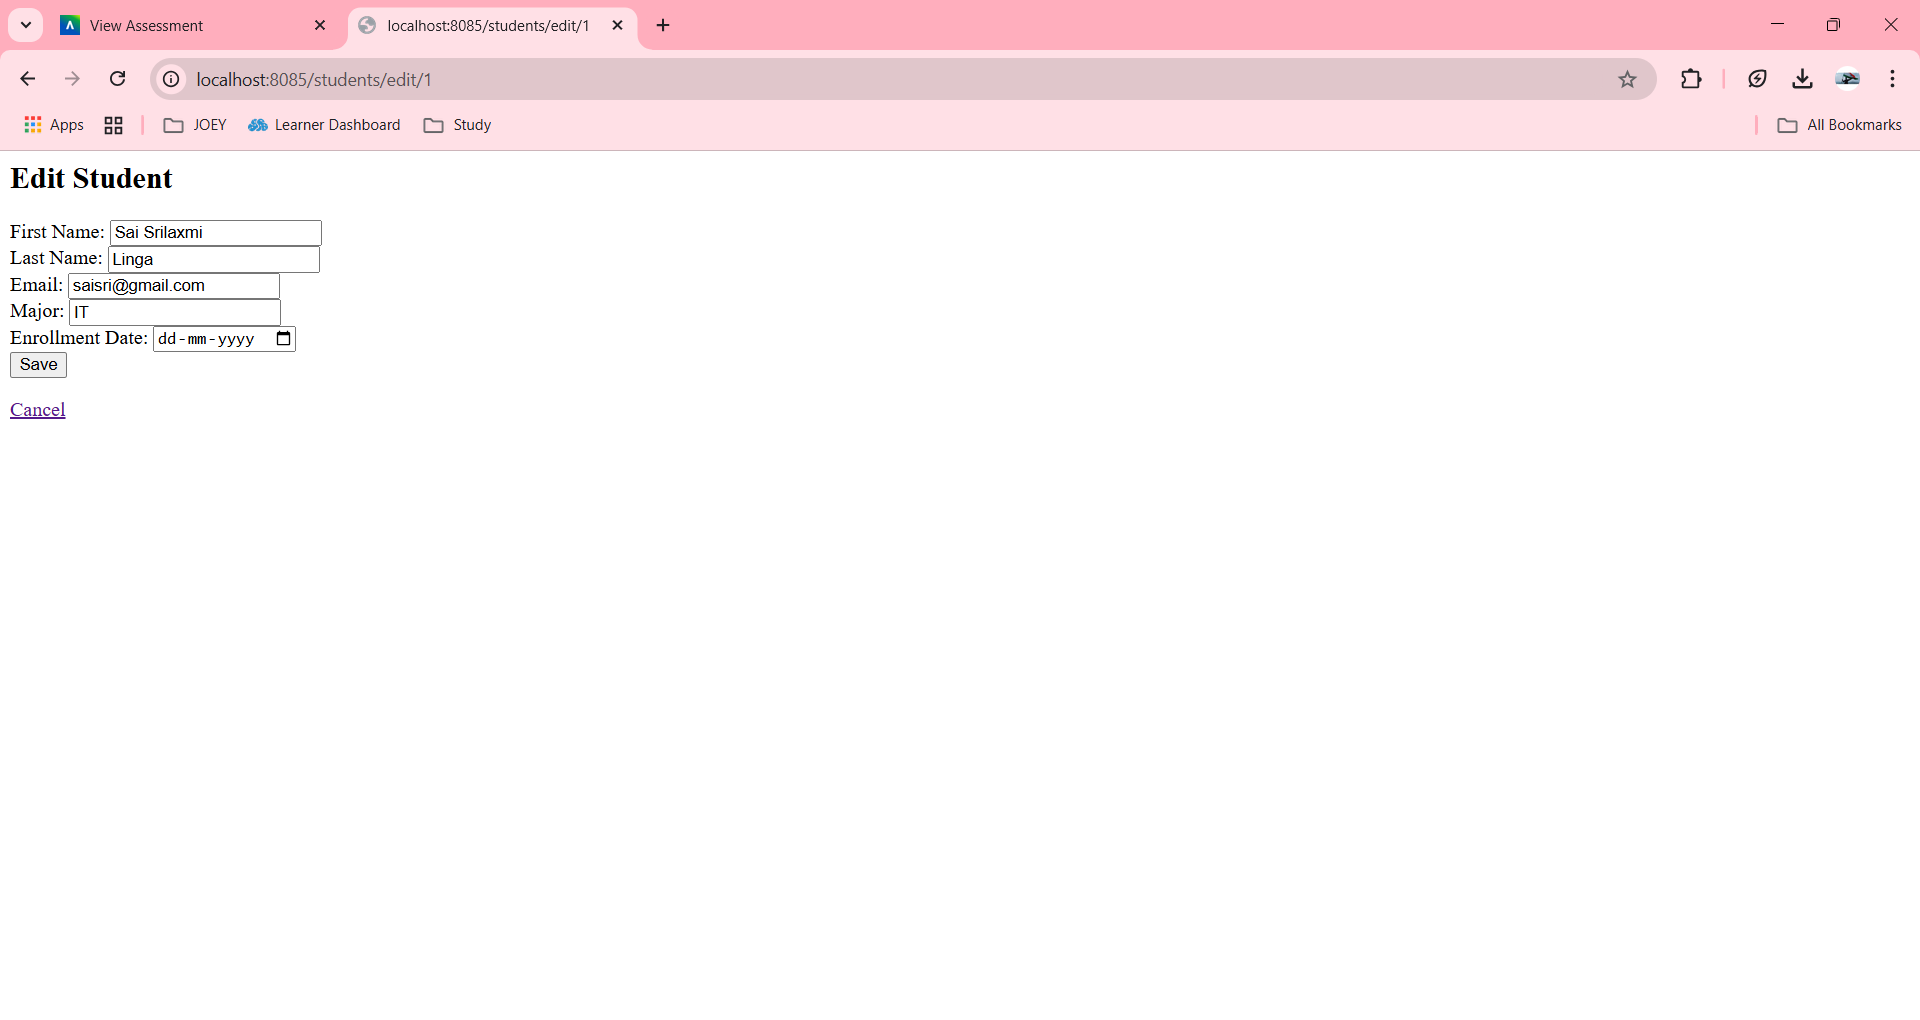 View Assessment
localhost:8085/students/edit/1
localhost:8085/students/edit/1
Apps
JOEY
Learner Dashboard
Study
All Bookmarks
Edit Student
First Name: Sai Srilaxmi
Last Name: Linga
Email: saisri@gmail.com
Major: IT
Enrollment Date: dd-mm-yyyy
Save
Cancel